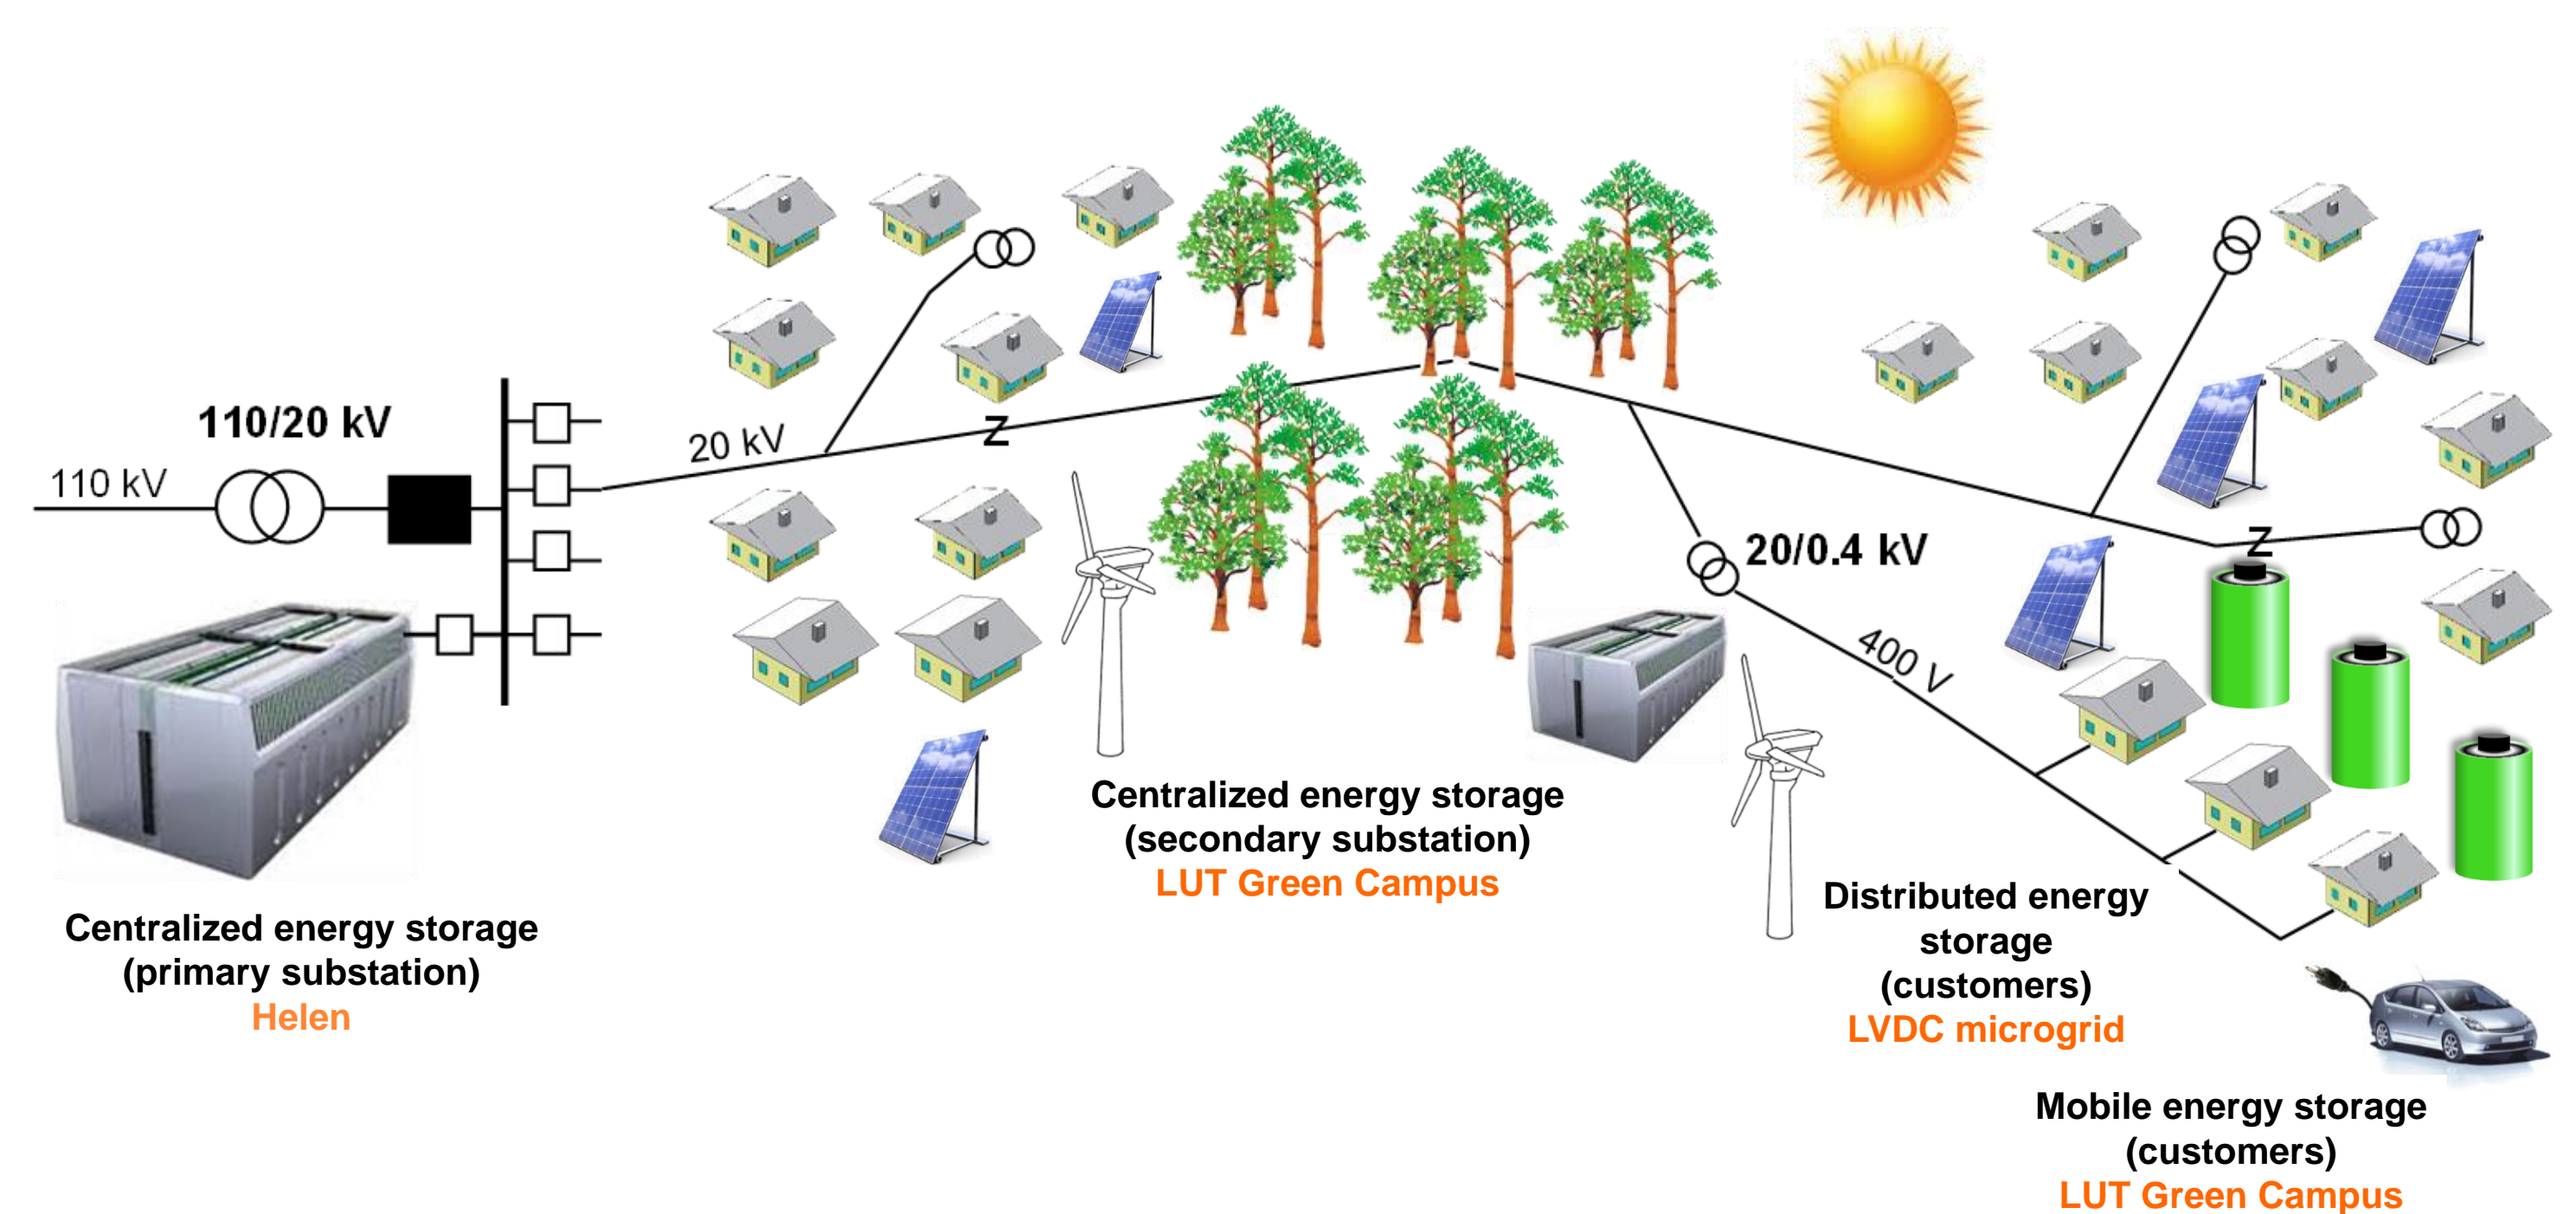 110/20 kV
110 kV
20 kV
Z
20/0.4 kV
400 V
Z
Centralized energy storage
(primary substation)
Helen
Centralized energy storage
(secondary substation)
LUT Green Campus
Distributed energy
storage
(customers)
LVDC microgrid
Mobile energy storage
(customers)
LUT Green Campus